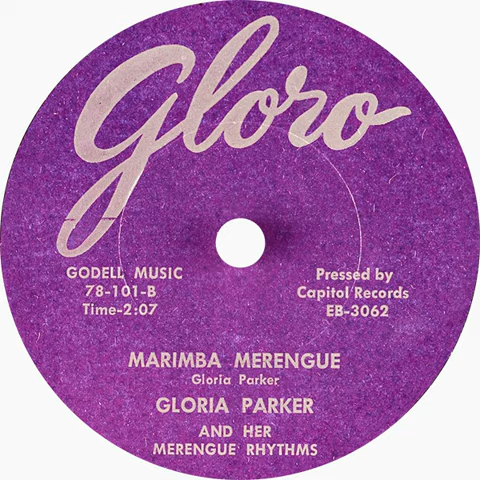 Gloro
GODELL MUSIC
78-101-B
Time-2:07
Pressed by
Capitol Records
EB-3062
MARIMBA MERENGUE
Gloria Parker
GLORIA PARKER
AND HER
MERENGUE RHYTHMS